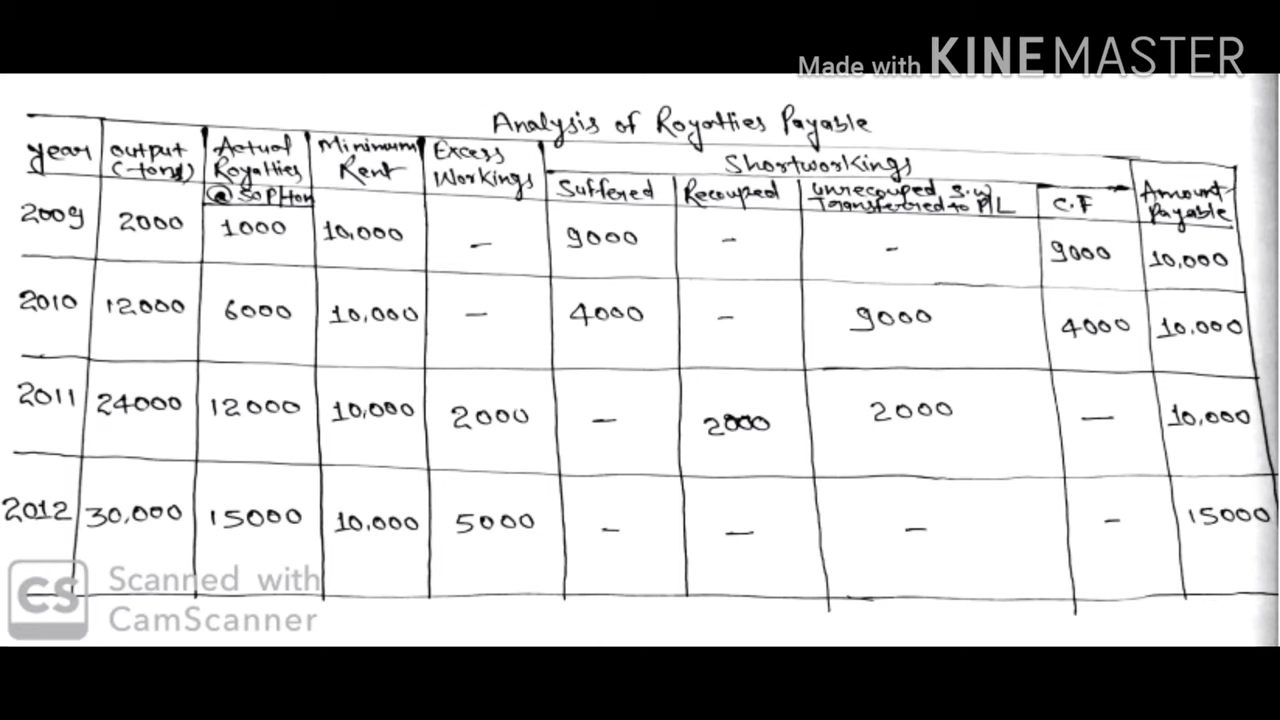 Made with KINEMASTER
Analysis of Royalties Payable
year | output (-tons) | Actual Royalties @ 50 P/ton | Minimum Rent | Excess Workings | Shortworkings | Amount Payable
Suffered | Recouped | unrecouped s.w Transferred to P/L | C.F
2009 | 2000 | 1000 | 10,000 | - | 9000 | - | - | 9000 | 10,000
2010 | 12000 | 6000 | 10,000 | - | 4000 | - | 9000 | 4000 | 10,000
2011 | 24000 | 12000 | 10,000 | 2000 | - | 2000 | 2000 | - | 10,000
2012 | 30,000 | 15000 | 10,000 | 5000 | - | - | - | - | 15000
CS Scanned with
CamScanner